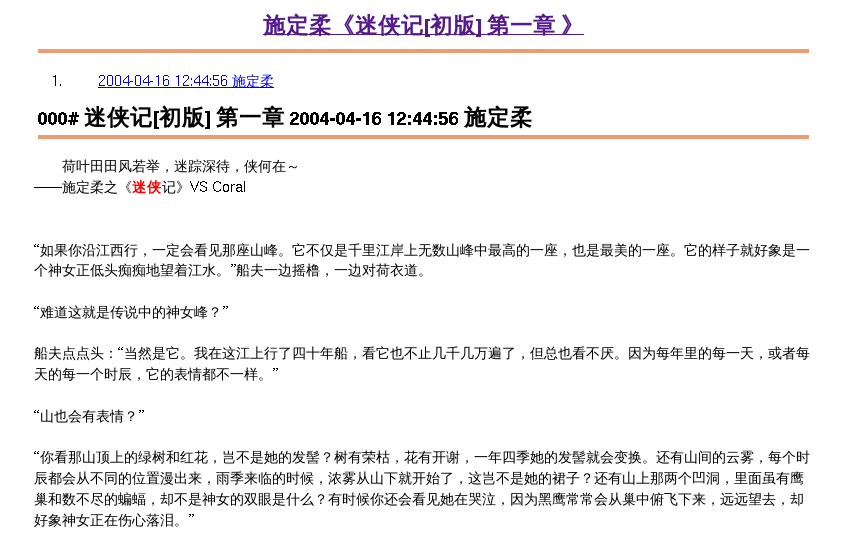 施定柔《迷侠记[初版] 第一章 》
1. 2004-04-16 12:44:56 施定柔
000# 迷侠记[初版] 第一章 2004-04-16 12:44:56 施定柔
荷叶田田风若举，迷踪深待，侠何在～
——施定柔之《迷侠记》VS Coral
“如果你沿江西行，一定会看见那座山峰。它不仅是千里江岸上无数山峰中最高的一座，也是最美的一座。它的样子就好象是一
个神女正低头痴痴地望着江水。”船夫一边摇橹，一边对荷衣道。
“难道这就是传说中的神女峰？”
船夫点点头：“当然是它。我在这江上行了四十年船，看它也不止几千几万遍了，但总也看不厌。因为每年里的每一天，或者每
天的每一个时辰，它的表情都不一样。”
“山也会有表情？”
“你看那山顶上的绿树和红花，岂不是她的发髻？树有荣枯，花有开谢，一年四季她的发髻就会变换。还有山间的云雾，每个时
辰都会从不同的位置漫出来，雨季来临的时候，浓雾从山下就开始了，这岂不是她的裙子？还有山上那两个凹洞，里面虽有鹰
巢和数不尽的蝙蝠，却不是神女的双眼是什么？有时候你还会看见她在哭泣，因为黑鹰常常会从巢中俯飞下来，远远望去，却
好象神女正在伤心落泪。”